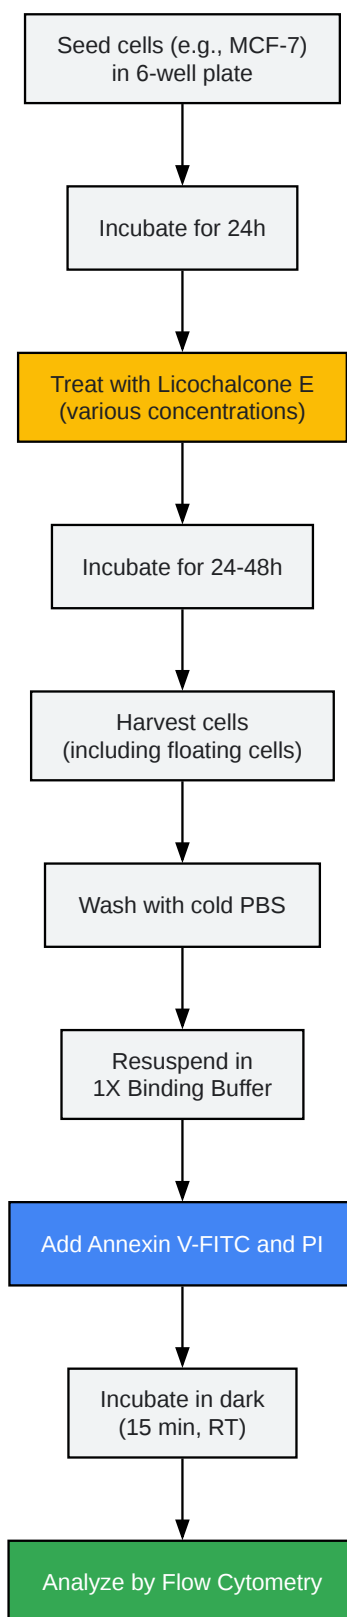 Seed cells (e.g., MCF-7)
in 6-well plate
Incubate for 24h
Treat with Licochalcone E
(various concentrations)
Incubate for 24-48h
Harvest cells
(including floating cells)
Wash with cold PBS
Resuspend in
1X Binding Buffer
Add Annexin V-FITC and PI
Incubate in dark
(15 min, RT)
Analyze by Flow Cytometry